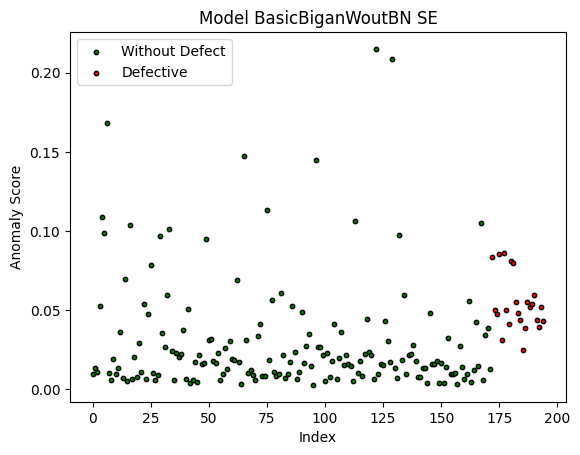 Model BasicBiganWoutBN SE
Without Defect
Defective
Anomaly Score
0.20
0.15
0.10
0.05
0.00
0 25 50 75 100 125 150 175 200
Index